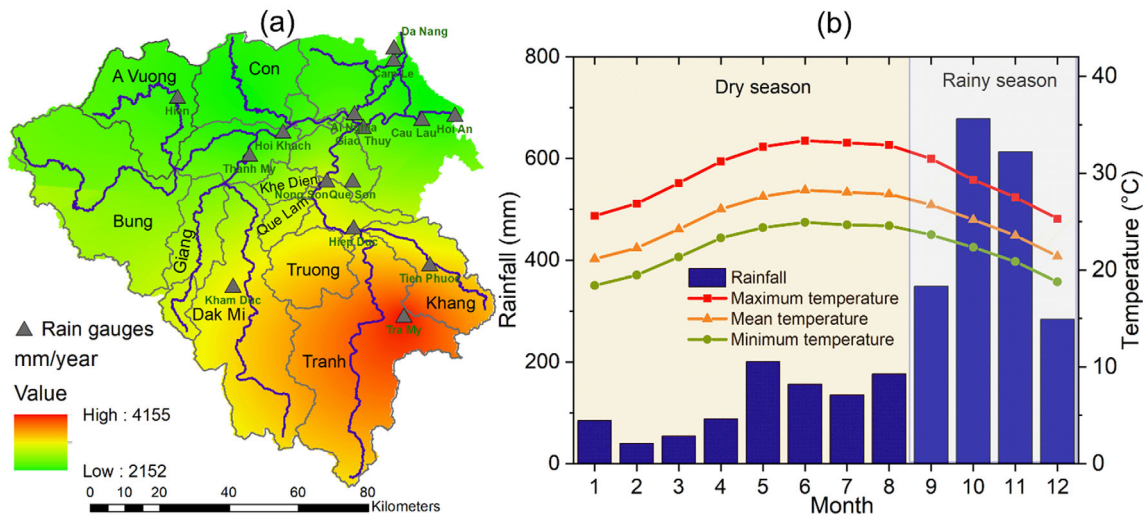 (a)
Da Nang
Cam Le
A Vuong
Con
Hien
Ai Nghia
Cau Lau
Hoi An
Hoi Khach
Giao Thuy
Thanh My
Khe Dien
Nong Son
Que Son
Bung
Giang
Que Lam
Hiep Duc
Truong
Tien Phuoc
Kham Duc
Khang
Dak Mi
Tra My
Tranh
Rain gauges
mm/year
Value
High : 4155
Low : 2152
0 10 20 40 60 80
Kilometers
(b)
Dry season
Rainy season
800
600
400
200
0
Rainfall (mm)
40
35
30
25
20
15
10
5
0
Temperature (°C)
Rainfall
Maximum temperature
Mean temperature
Minimum temperature
1 2 3 4 5 6 7 8 9 10 11 12
Month